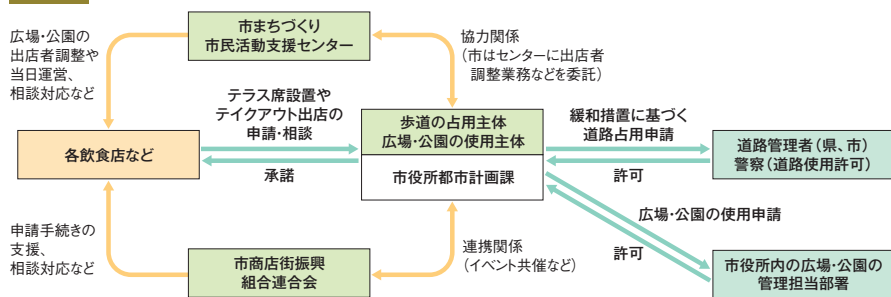 広場・公園の
出店者調整や
当日運営、
相談対応など
市まちづくり
市民活動支援センター
協力関係
（市はセンターに出店者
調整業務などを委託）
テラス席設置や
テイクアウト出店の
申請・相談
各飲食店など
承諾
歩道の占用主体
広場・公園の使用主体
市役所都市計画課
緩和措置に基づく
道路占用申請
許可
道路管理者（県、市）
警察（道路使用許可）
広場・公園の使用申請
許可
申請手続きの
支援、
相談対応など
市商店街振興
組合連合会
連携関係
（イベント共催など）
市役所内の広場・公園の
管理担当部署